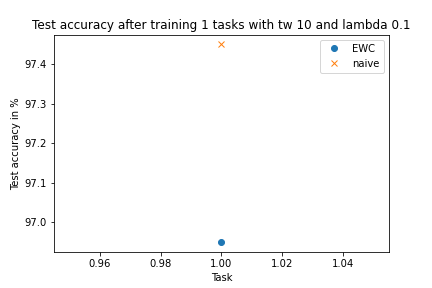 Test accuracy after training 1 tasks with tw 10 and lambda 0.1
EWC
naive
97.4
97.3
97.2
97.1
97.0
Test accuracy in %
0.96
0.98
1.00
1.02
1.04
Task